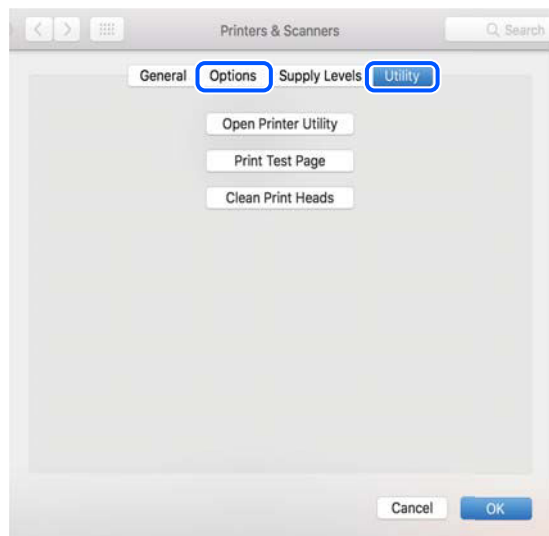 Printers & Scanners Search
General Options Supply Levels Utility
Open Printer Utility
Print Test Page
Clean Print Heads
Cancel OK